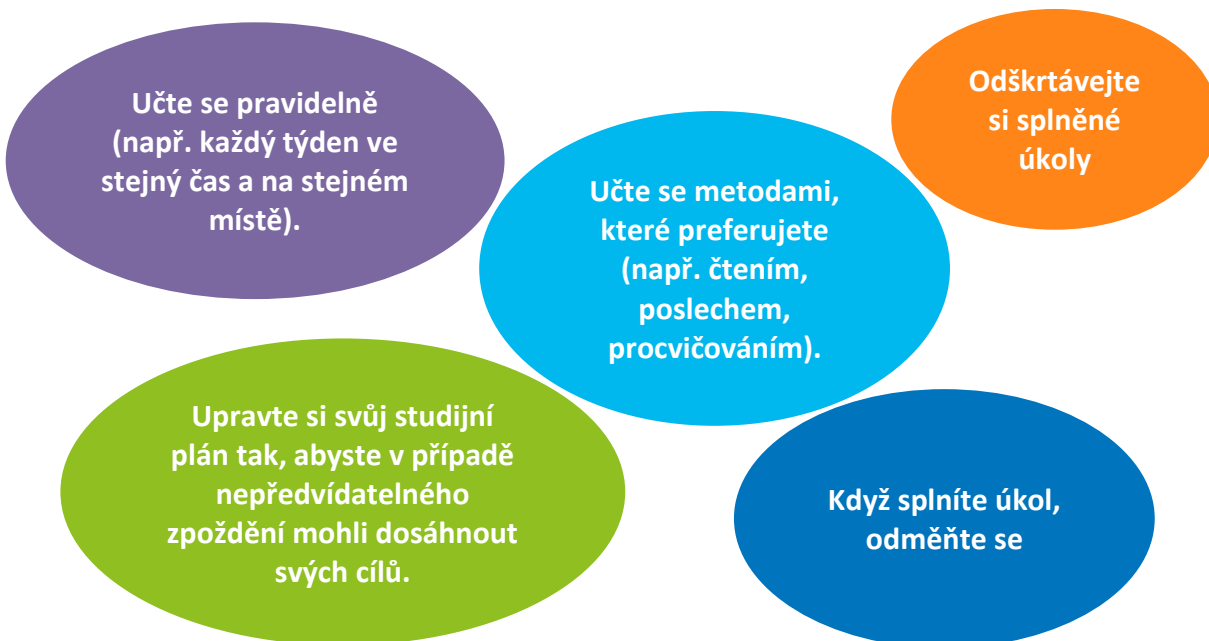 Učte se pravidelně
(např. každý týden ve
stejný čas a na stejném
místě).
Odškrtávejte
si splněné
úkoly
Učte se metodami,
které preferujete
(např. čtením,
poslechem,
procvičováním).
Upravte si svůj studijní
plán tak, abyste v případě
nepředvídatelného
zpoždění mohli dosáhnout
svých cílů.
Když splníte úkol,
odměňte se